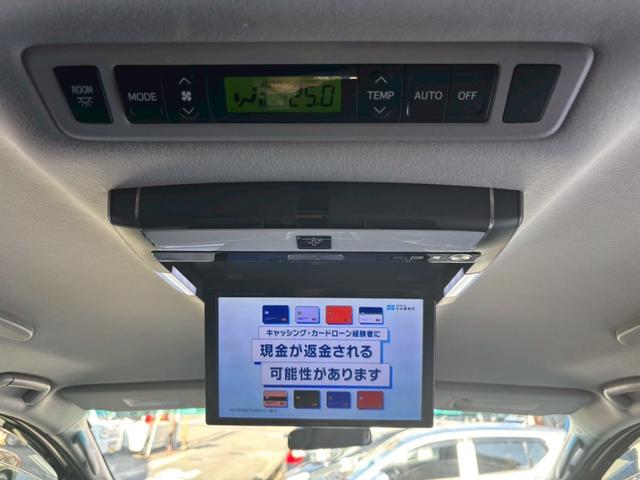 ROOM
MODE
AUTO
25.0
TEMP
AUTO
OFF
キャッシング・カードローン経験者に
現金が返金される
可能性があります